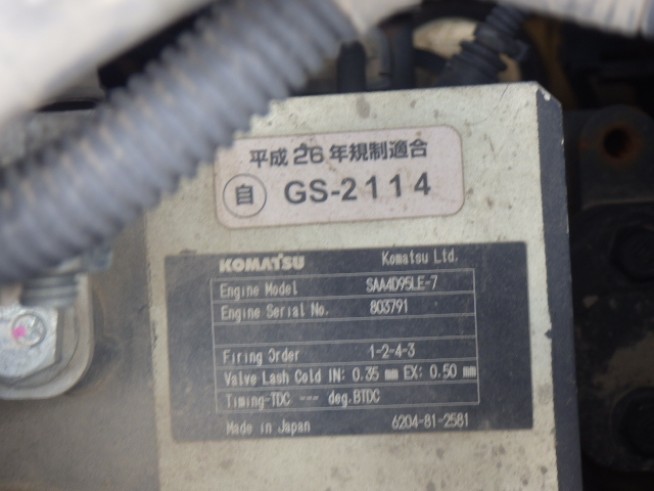 平成26年規制適合
自 GS-2114
KOMATSU Komatsu Ltd.
Engine Model SAA4D95LE-7
Engine Serial No. 803791
Firing Order 1-2-4-3
Valve Lash Cold IN: 0.35 mm EX: 0.50 mm
Timing-TDC --- deg.BTDC
Made in Japan 6204-81-2581